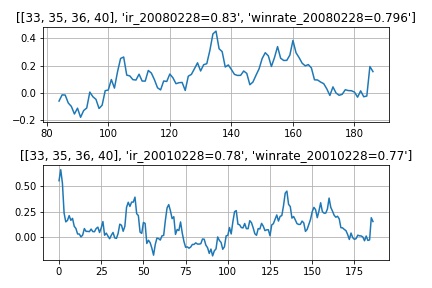 [[33, 35, 36, 40], 'ir_20080228=0.83', 'winrate_20080228=0.796']
0.4
0.2
0.0
−0.2
80 100 120 140 160 180
[[33, 35, 36, 40], 'ir_20010228=0.78', 'winrate_20010228=0.77']
0.50
0.25
0.00
0 25 50 75 100 125 150 175